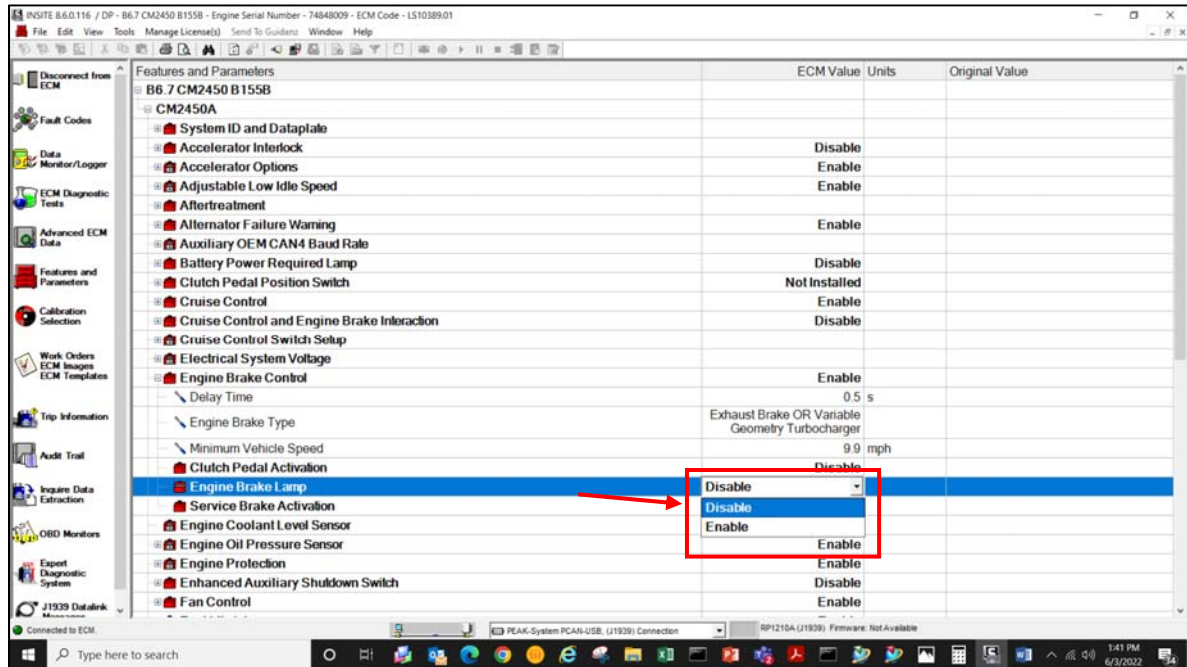 INSITE 8.6.0.116 / DP - B6.7 CM2450 B155B - Engine Serial Number - 74848009 - ECM Code - LS10389.01
File Edit View Tools ManageLicense(s) Send To Guidanz Window Help
Disconnect from
ECM
Fault Codes
Data
Monitor/Logger
ECM Diagnostic
Tests
Advanced ECM
Data
Features and
Parameters
Calibration
Selection
Work Orders
ECM Images
ECM Templates
Trip Information
Audit Trail
Inquire Data
Extraction
OBD Monitors
Expert
Diagnostic
System
J1939 Datalink
Features and Parameters ECM Value Units Original Value
B6.7 CM2450 B155B
CM2450A
System ID and Dataplate
Accelerator Interlock Disable
Accelerator Options Enable
Adjustable Low Idle Speed Enable
Aftertreatment
Alternator Failure Warning Enable
Auxiliary OEM CAN4 Baud Rate
Battery Power Required Lamp Disable
Clutch Pedal Position Switch Not Installed
Cruise Control Enable
Cruise Control and Engine Brake Interaction Disable
Cruise Control Switch Setup
Electrical System Voltage
Engine Brake Control Enable
Delay Time 0.5 s
Engine Brake Type Exhaust Brake OR Variable
Geometry Turbocharger
Minimum Vehicle Speed 9.9 mph
Clutch Pedal Activation Disable
Engine Brake Lamp Disable
Service Brake Activation Disable
Engine Coolant Level Sensor Enable
Engine Oil Pressure Sensor Enable
Engine Protection Enable
Enhanced Auxiliary Shutdown Switch Disable
Fan Control Enable
Connected to ECM. PEAK-System PCAN-USB, (J1939) Connection RP1210A (J1939) Firmware: Not Available
Type here to search 1:41 PM
6/3/2022